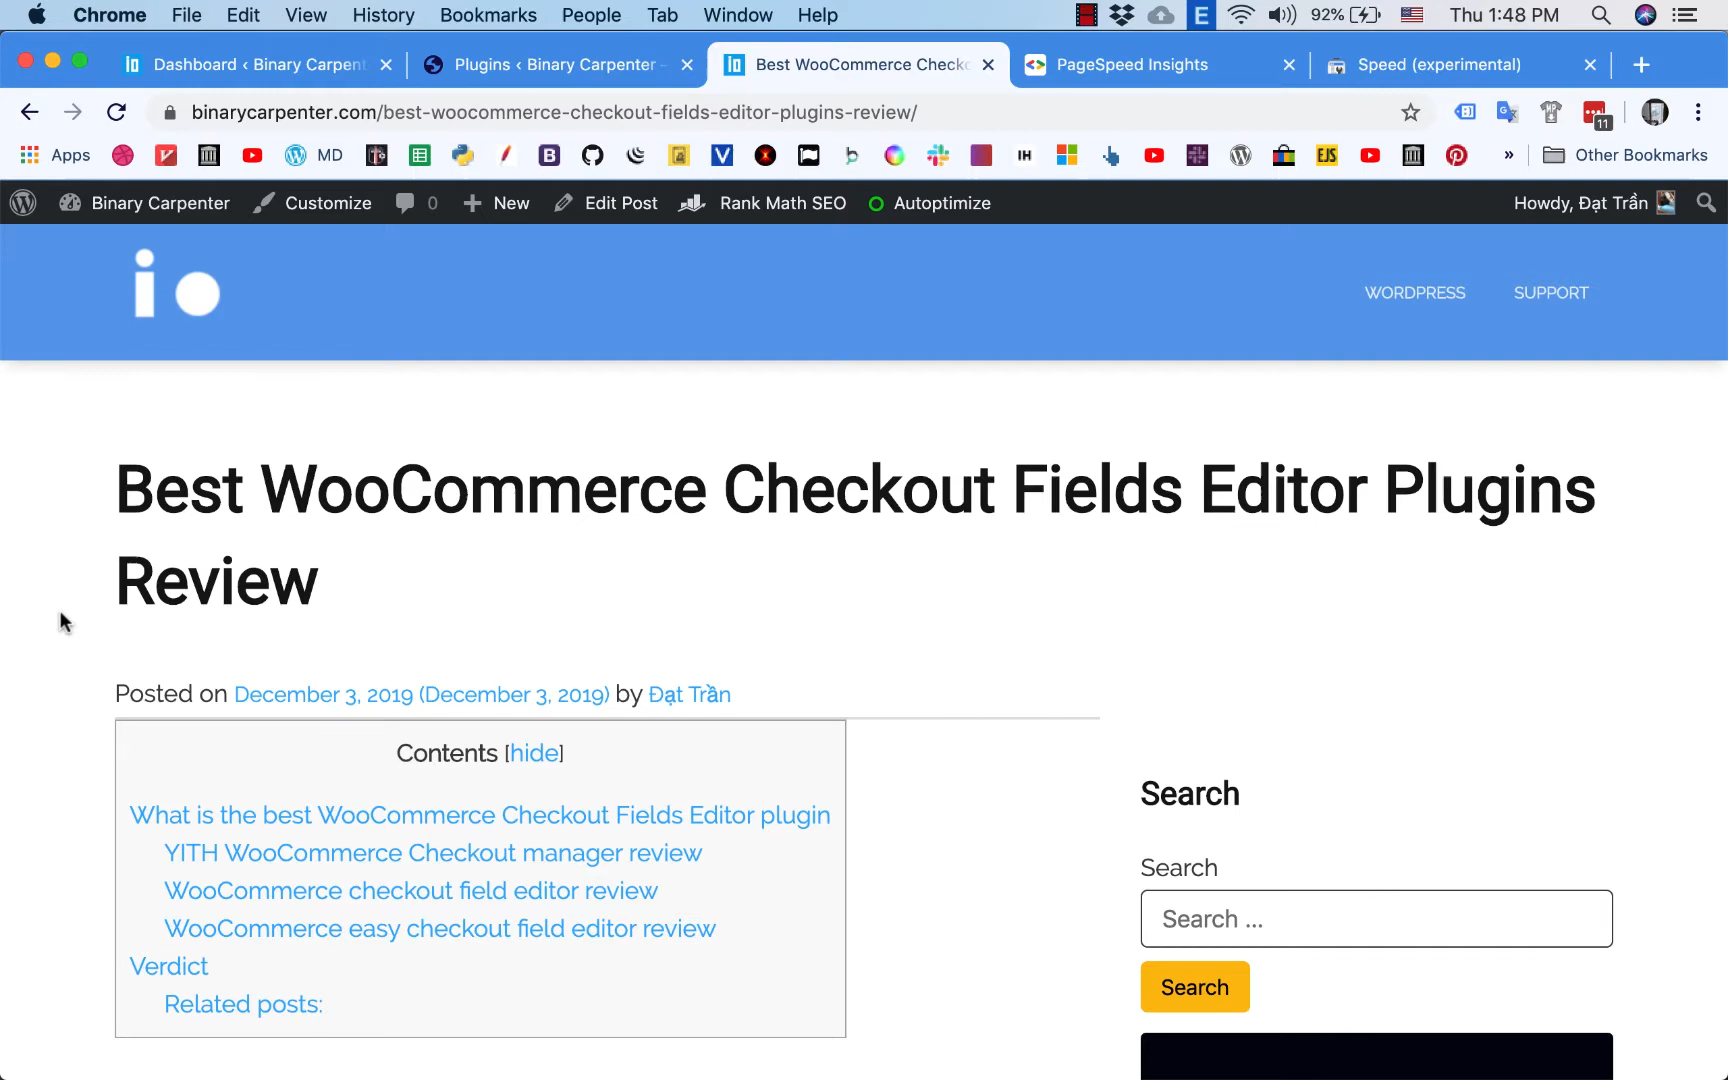 Chrome File Edit View History Bookmarks People Tab Window Help E 92% Thu 1:48 PM
Dashboard ‹ Binary Carpent Plugins ‹ Binary Carpenter – Best WooCommerce Checko PageSpeed Insights Speed (experimental)
binarycarpenter.com/best-woocommerce-checkout-fields-editor-plugins-review/ 11
Apps MD IH EJS » Other Bookmarks
Binary Carpenter Customize 0 New Edit Post Rank Math SEO Autoptimize Howdy, Đạt Trần
io WORDPRESS SUPPORT
Best WooCommerce Checkout Fields Editor Plugins
Review
Posted on December 3, 2019 (December 3, 2019) by Đạt Trần
Contents [hide]
What is the best WooCommerce Checkout Fields Editor plugin
YITH WooCommerce Checkout manager review
WooCommerce checkout field editor review
WooCommerce easy checkout field editor review
Verdict
Related posts:
Search
Search
Search ...
Search